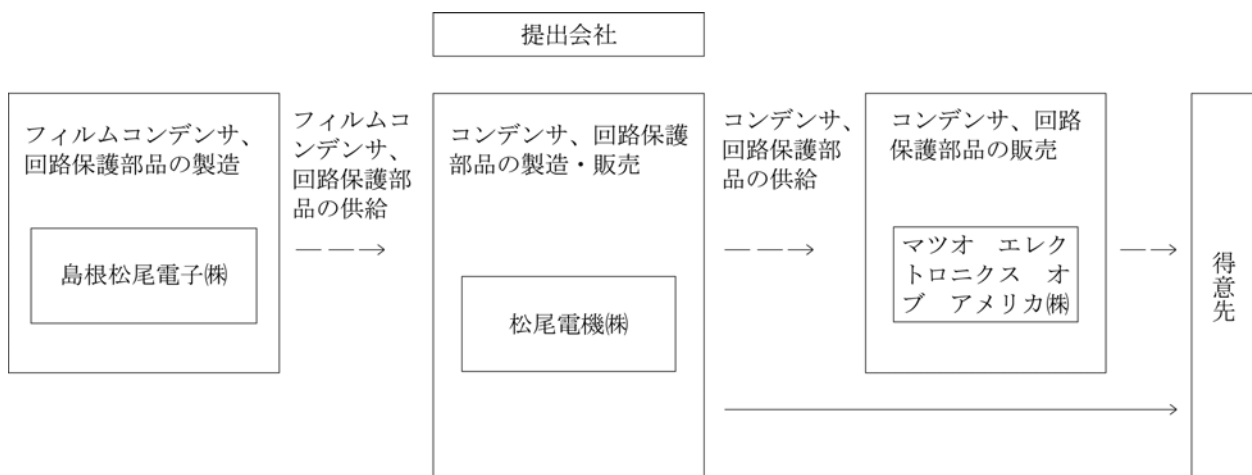 提出会社
フィルムコンデンサ、
回路保護部品の製造
島根松尾電子㈱
フィルムコ
ンデンサ、
回路保護部
品の供給
コンデンサ、回路保護
部品の製造・販売
松尾電機㈱
コンデンサ、
回路保護部
品の供給
コンデンサ、回路
保護部品の販売
マツオ　エレク
トロニクス　オ
ブ　アメリカ㈱
得意先